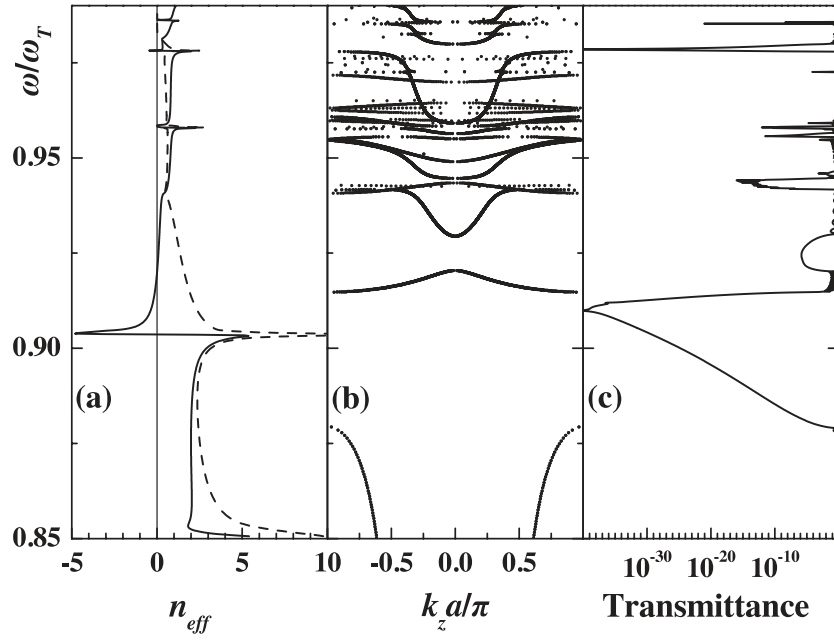 ω/ω_T
0.95
0.90
0.85
(a)
(b)
(c)
-5 0 5 10
-0.5 0.0 0.5
10^-30 10^-20 10^-10
n_eff
k_z a/π
Transmittance